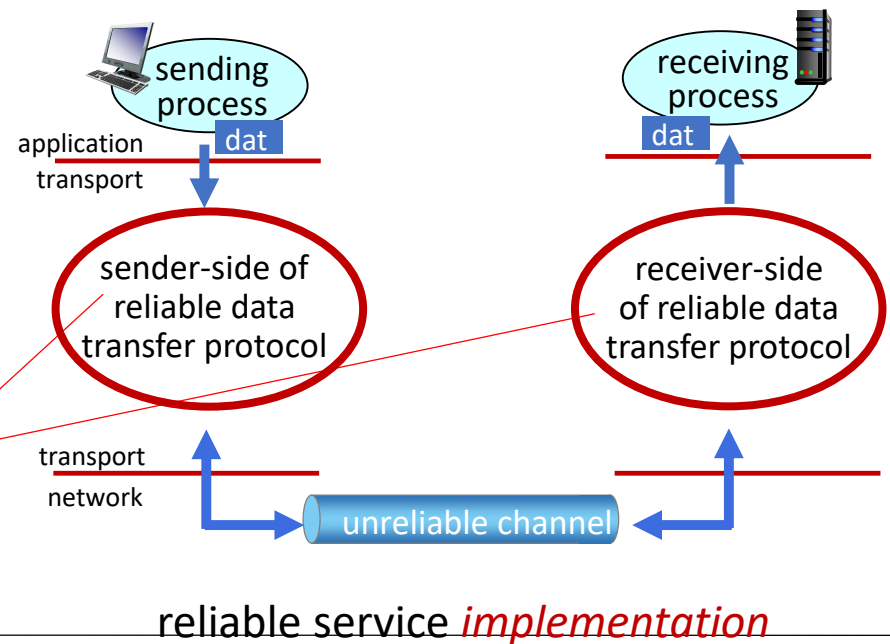 sending
process
dat
receiving
process
dat
application
transport
sender-side of
reliable data
transfer protocol
receiver-side
of reliable data
transfer protocol
transport
network
unreliable channel
reliable service implementation